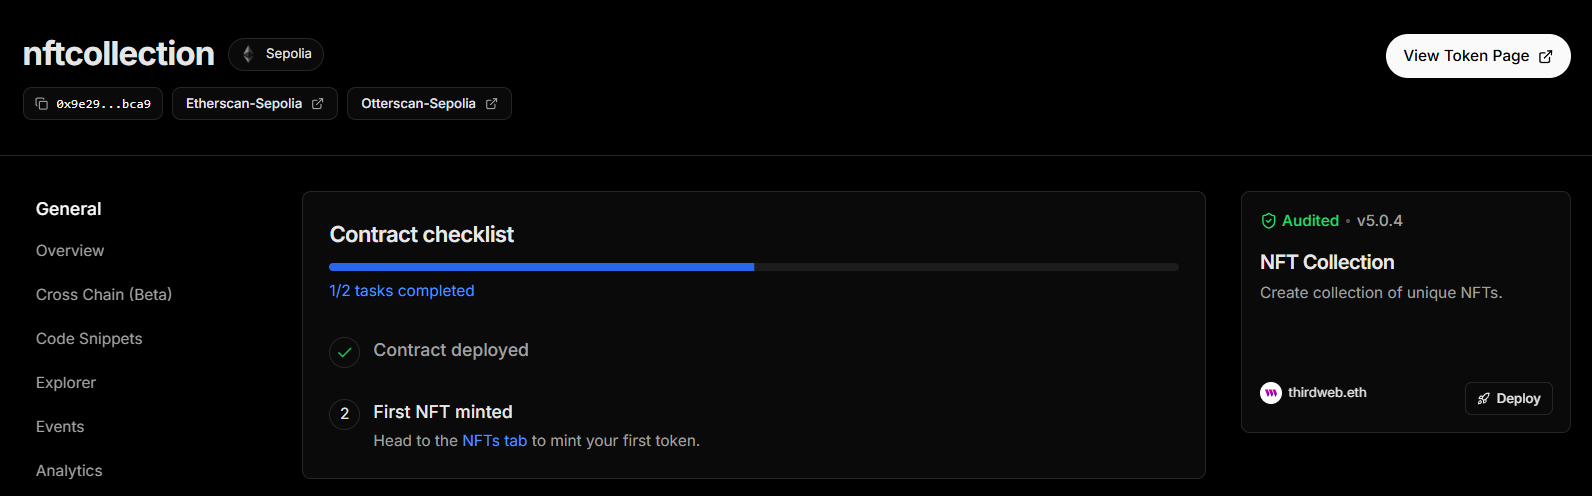 nftcollection
Sepolia
View Token Page
0x9e29...bca9
Etherscan-Sepolia
Otterscan-Sepolia
General
Overview
Cross Chain (Beta)
Code Snippets
Explorer
Events
Analytics
Contract checklist
1/2 tasks completed
Contract deployed
2
First NFT minted
Head to the NFTs tab to mint your first token.
Audited • v5.0.4
NFT Collection
Create collection of unique NFTs.
thirdweb.eth
Deploy